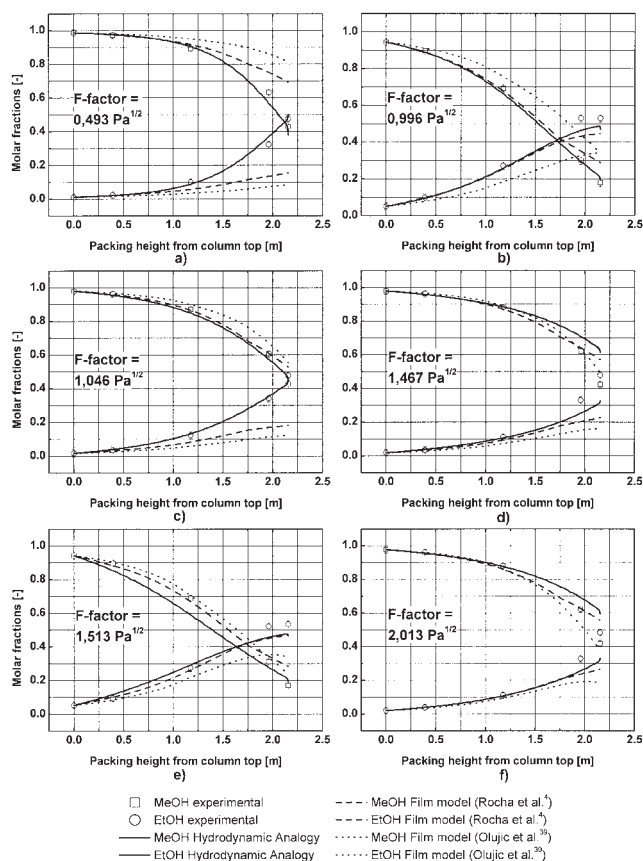 1.0
0.8
0.6
0.4
0.2
0.0
Molar fractions [-]
F-factor =
0,493 Pa^1/2
0.0 0.5 1.0 1.5 2.0 2.5
Packing height from column top [m]
a)
1.0
0.8
0.6
0.4
0.2
0.0
F-factor =
0,996 Pa^1/2
0.0 0.5 1.0 1.5 2.0 2.5
Packing height from column top [m]
b)
1.0
0.8
0.6
0.4
0.2
0.0
Molar fractions [-]
F-factor =
1,046 Pa^1/2
0.0 0.5 1.0 1.5 2.0 2.5
Packing height from column top [m]
c)
1.0
0.8
0.6
0.4
0.2
0.0
F-factor =
1,467 Pa^1/2
0.0 0.5 1.0 1.5 2.0 2.5
Packing height from column top [m]
d)
1.0
0.8
0.6
0.4
0.2
0.0
Molar fractions [-]
F-factor =
1,513 Pa^1/2
0.0 0.5 1.0 1.5 2.0 2.5
Packing height from column top [m]
e)
1.0
0.8
0.6
0.4
0.2
0.0
F-factor =
2,013 Pa^1/2
0.0 0.5 1.0 1.5 2.0 2.5
Packing height from column top [m]
f)
MeOH experimental
EtOH experimental
MeOH Hydrodynamic Analogy
EtOH Hydrodynamic Analogy
MeOH Film model (Rocha et al.^4)
EtOH Film model (Rocha et al.^4)
MeOH Film model (Olujic et al.^39)
EtOH Film model (Olujic et al.^39)